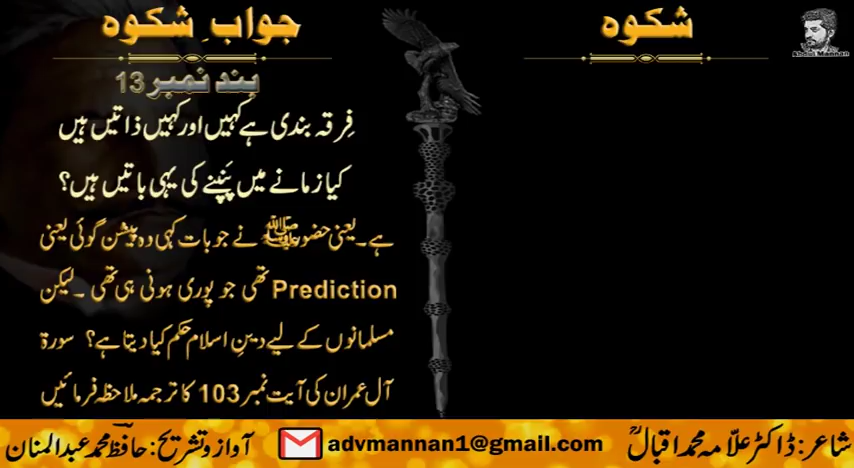 شکوہ
جوابِ شکوہ
Abdul Mannan
بند نمبر 13
فِرقہ بندی ہے کہیں اور کہیں ذاتیں ہیں
کیا زمانے میں پَنپنے کی یہی باتیں ہیں؟
ہے۔ یعنی حضور ﷺ نے جو بات کہی وہ پیشن گوئی یعنی
Prediction تھی جو پوری ہونی ہی تھی ۔ لیکن
مسلمانوں کے لیے دینِ اسلام حکم کیا دیتا ہے؟ سورۃ
آل عمران کی آیت نمبر 103 کا ترجمہ ملاحظہ فرمائیں
شاعر: ڈاکٹر علّامہ محمد اقبالؒ advmannan1@gmail.com آواز و تشریح: حافظ محمد عبدالمنان